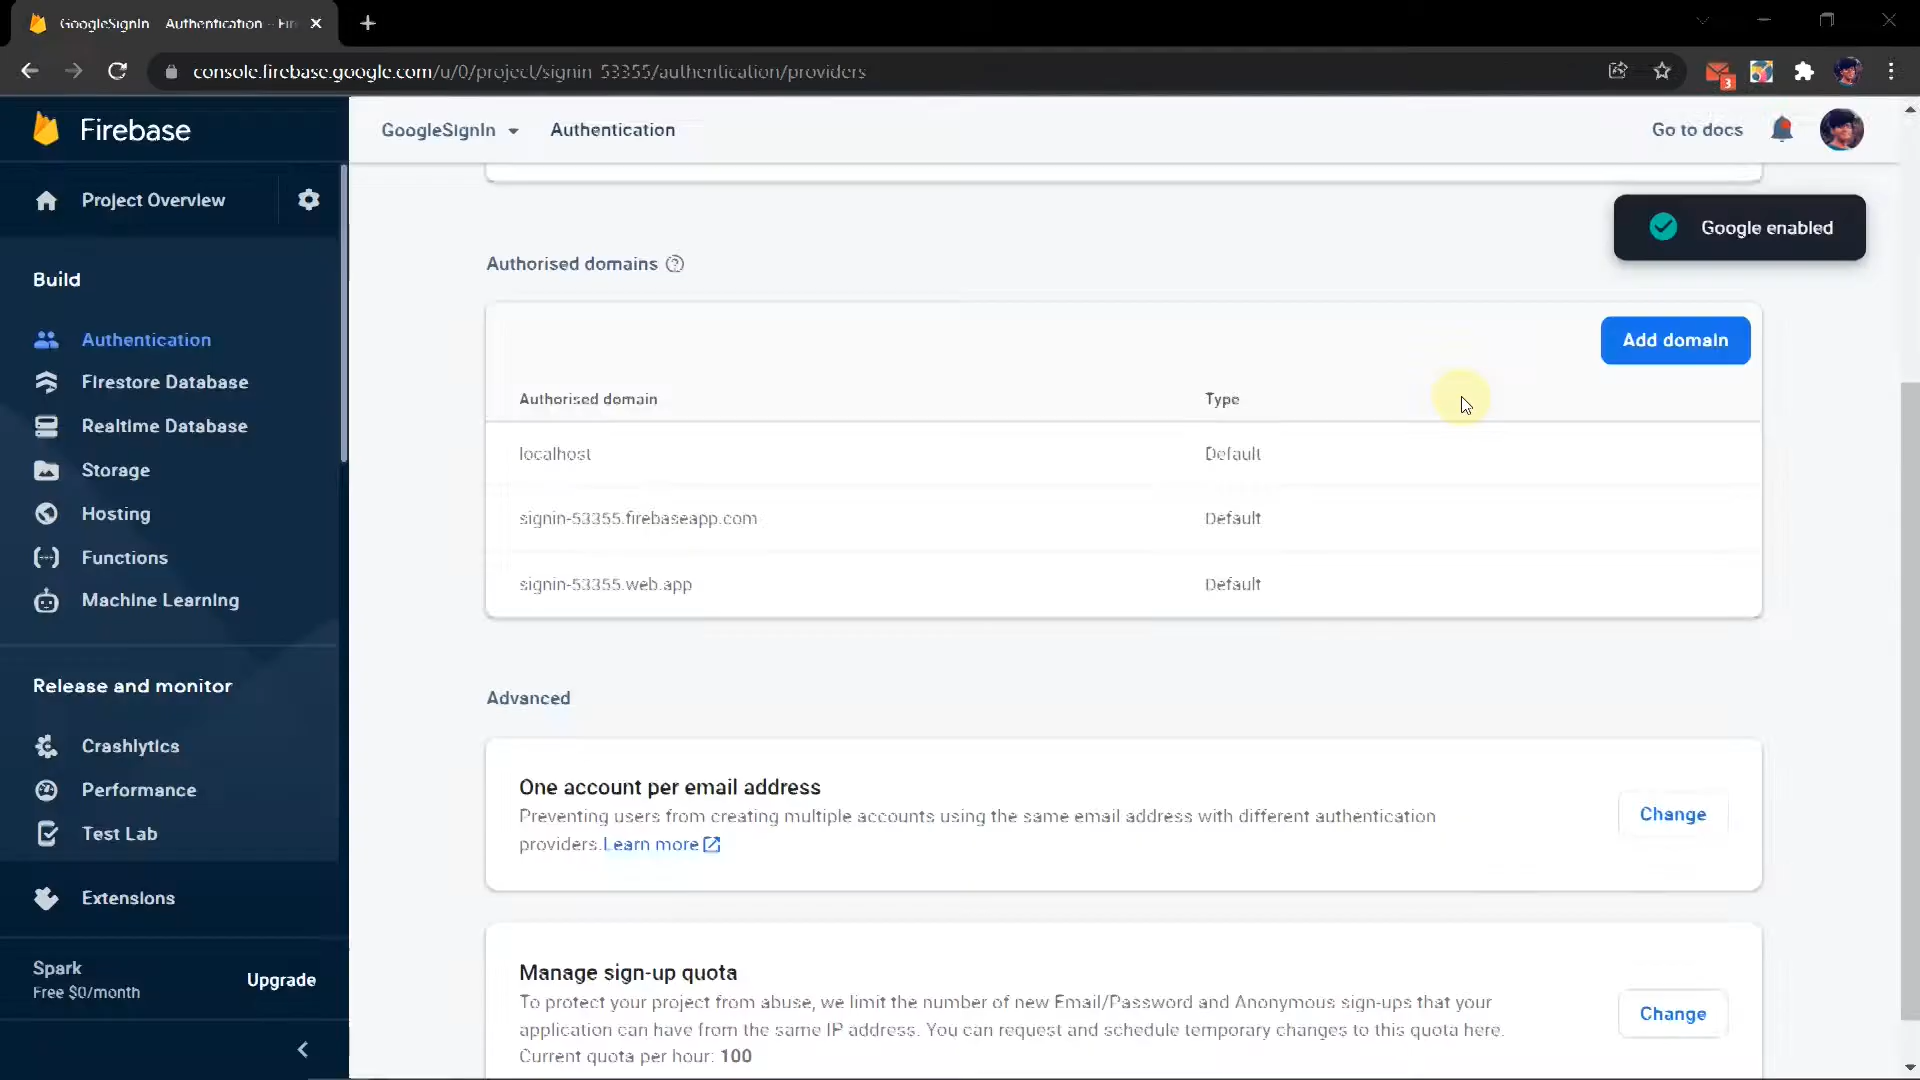 GoogleSignIn Authentication - Fir
console.firebase.google.com/u/0/project/signin-53355/authentication/providers
3
Firebase
GoogleSignIn Authentication Go to docs
Project Overview
Google enabled
Build
Authentication
Firestore Database
Realtime Database
Storage
Hosting
Functions
Machine Learning
Release and monitor
Crashlytics
Performance
Test Lab
Extensions
Spark
Free $0/month
Upgrade
Authorised domains
Add domain
Authorised domain Type
localhost Default
signin-53355.firebaseapp.com Default
signin-53355.web.app Default
Advanced
One account per email address
Preventing users from creating multiple accounts using the same email address with different authentication
providers. Learn more
Change
Manage sign-up quota
To protect your project from abuse, we limit the number of new Email/Password and Anonymous sign-ups that your
application can have from the same IP address. You can request and schedule temporary changes to this quota here.
Current quota per hour: 100
Change